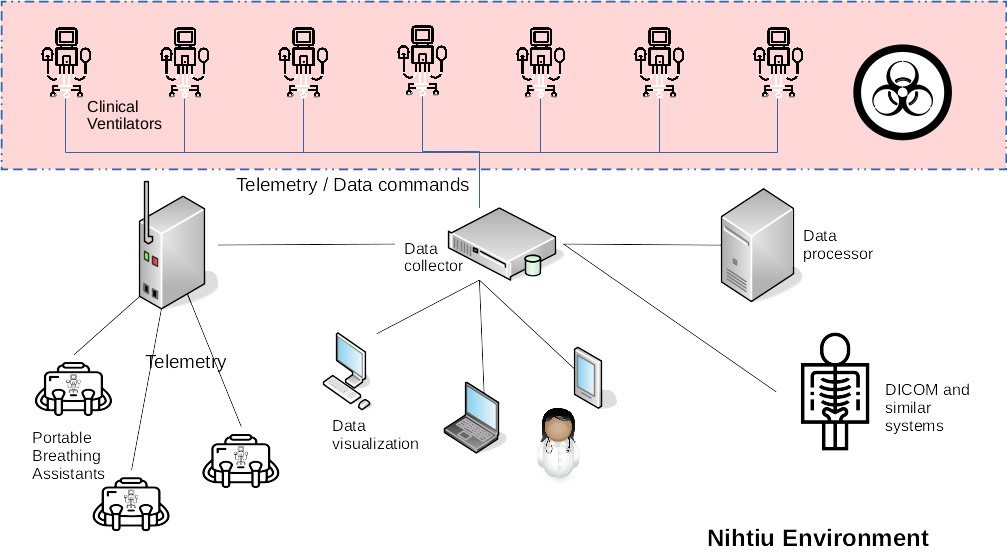 Clinical
Ventilators
Telemetry / Data commands
Data
collector
Data
processor
Telemetry
Portable
Breathing
Assistants
Data
visualization
DICOM and
similar
systems
Nihtiu Environment